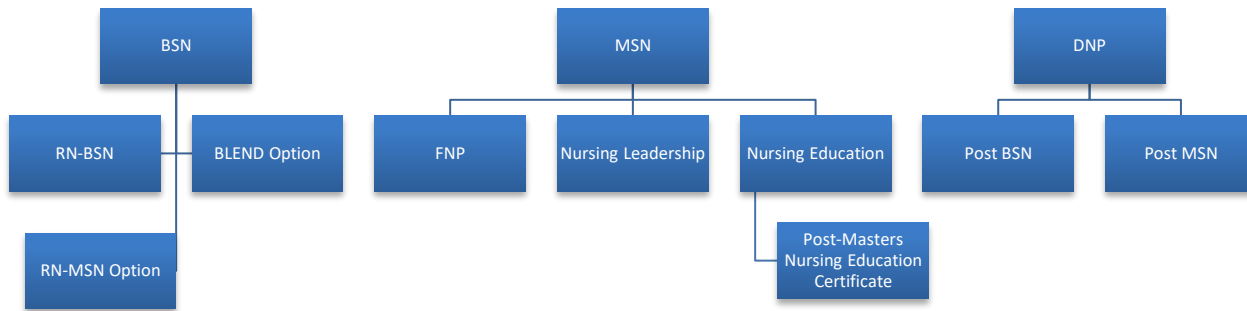 BSN
MSN
DNP
RN-BSN
BLEND Option
FNP
Nursing Leadership
Nursing Education
Post BSN
Post MSN
RN-MSN Option
Post-Masters
Nursing Education
Certificate